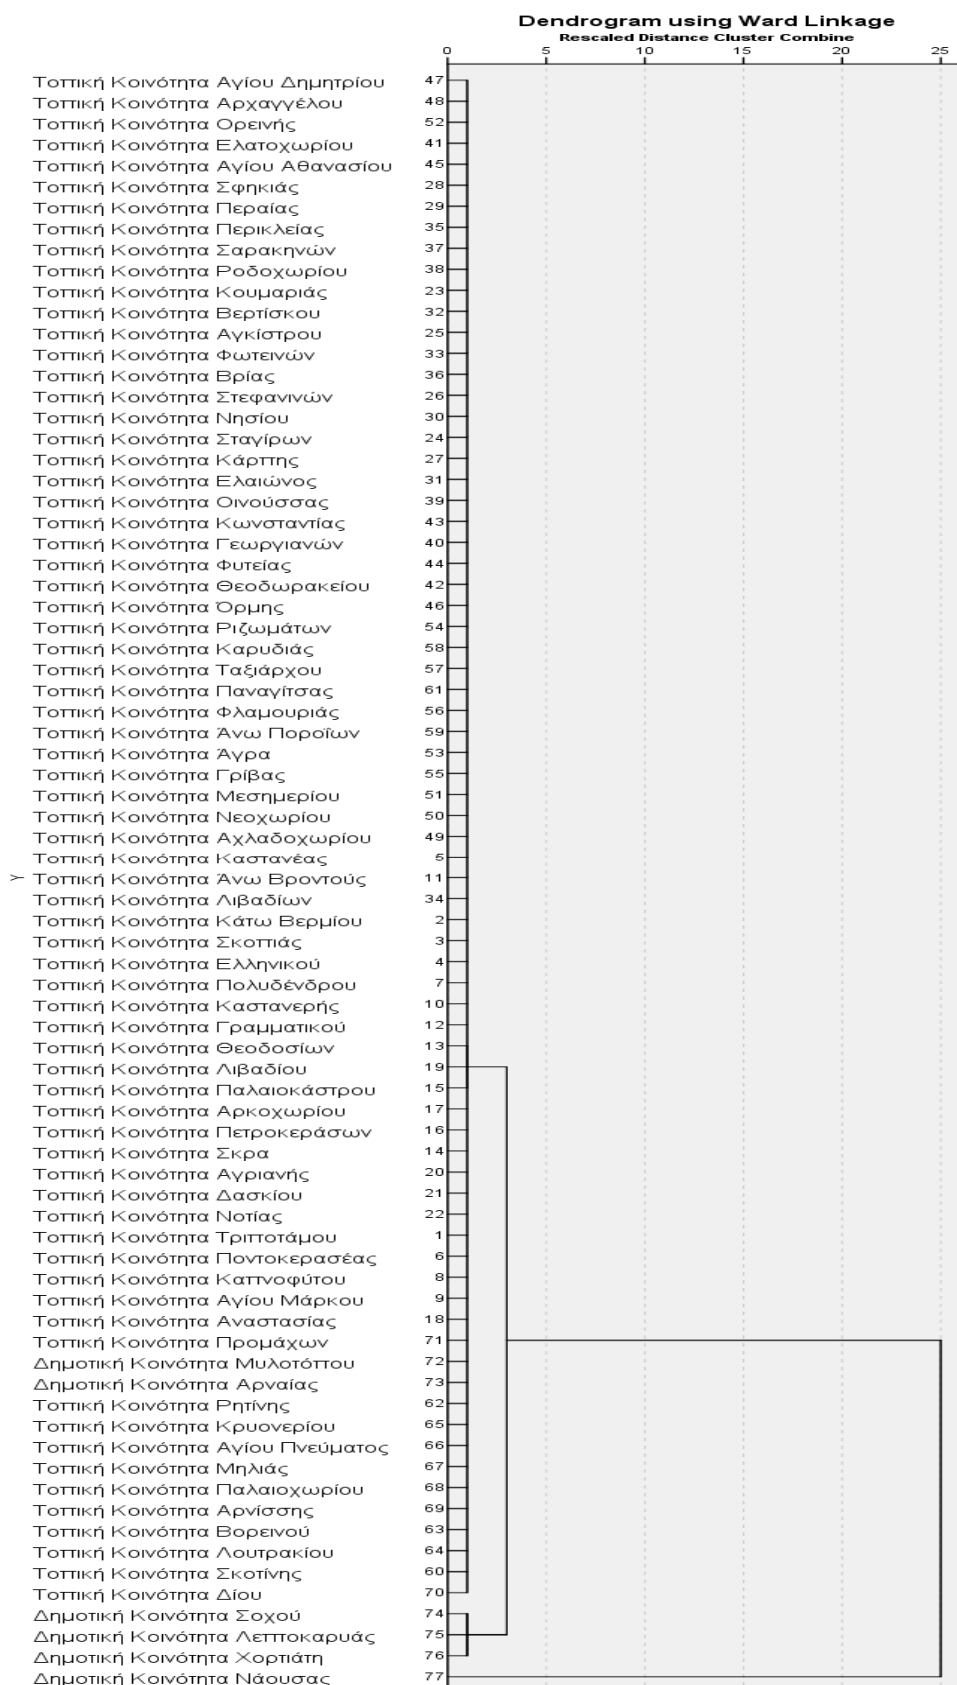 Dendrogram using Ward Linkage
Rescaled Distance Cluster Combine
0 5 10 15 20 25
Τοπική Κοινότητα Αγίου Δημητρίου 47
Τοπική Κοινότητα Αρχαγγέλου 48
Τοπική Κοινότητα Ορεινής 52
Τοπική Κοινότητα Ελατοχωρίου 41
Τοπική Κοινότητα Αγίου Αθανασίου 45
Τοπική Κοινότητα Σφηκιάς 28
Τοπική Κοινότητα Περαίας 29
Τοπική Κοινότητα Περικλείας 35
Τοπική Κοινότητα Σαρακηνών 37
Τοπική Κοινότητα Ροδοχωρίου 38
Τοπική Κοινότητα Κουμαριάς 23
Τοπική Κοινότητα Βερτίσκου 32
Τοπική Κοινότητα Αγκίστρου 25
Τοπική Κοινότητα Φωτεινών 33
Τοπική Κοινότητα Βρίας 36
Τοπική Κοινότητα Στεφανινών 26
Τοπική Κοινότητα Νησίου 30
Τοπική Κοινότητα Σταγίρων 24
Τοπική Κοινότητα Κάρπης 27
Τοπική Κοινότητα Ελαιώνος 31
Τοπική Κοινότητα Οινούσσας 39
Τοπική Κοινότητα Κωνσταντίας 43
Τοπική Κοινότητα Γεωργιανών 40
Τοπική Κοινότητα Φυτείας 44
Τοπική Κοινότητα Θεοδωρακείου 42
Τοπική Κοινότητα Όρμης 46
Τοπική Κοινότητα Ριζωμάτων 54
Τοπική Κοινότητα Καρυδιάς 58
Τοπική Κοινότητα Ταξιάρχου 57
Τοπική Κοινότητα Παναγίτσας 61
Τοπική Κοινότητα Φλαμουριάς 56
Τοπική Κοινότητα Άνω Ποροΐων 59
Τοπική Κοινότητα Άγρα 53
Τοπική Κοινότητα Γρίβας 55
Τοπική Κοινότητα Μεσημερίου 51
Τοπική Κοινότητα Νεοχωρίου 50
Τοπική Κοινότητα Αχλαδοχωρίου 49
Τοπική Κοινότητα Καστανέας 5
Y Τοπική Κοινότητα Άνω Βροντούς 11
Τοπική Κοινότητα Λιβαδίων 34
Τοπική Κοινότητα Κάτω Βερμίου 2
Τοπική Κοινότητα Σκοπιάς 3
Τοπική Κοινότητα Ελληνικού 4
Τοπική Κοινότητα Πολυδένδρου 7
Τοπική Κοινότητα Καστανερής 10
Τοπική Κοινότητα Γραμματικού 12
Τοπική Κοινότητα Θεοδοσίων 13
Τοπική Κοινότητα Λιβαδίου 19
Τοπική Κοινότητα Παλαιοκάστρου 15
Τοπική Κοινότητα Αρκοχωρίου 17
Τοπική Κοινότητα Πετροκεράσων 16
Τοπική Κοινότητα Σκρα 14
Τοπική Κοινότητα Αγριανής 20
Τοπική Κοινότητα Δασκίου 21
Τοπική Κοινότητα Νοτίας 22
Τοπική Κοινότητα Τριποτάμου 1
Τοπική Κοινότητα Ποντοκερασέας 6
Τοπική Κοινότητα Καπνοφύτου 8
Τοπική Κοινότητα Αγίου Μάρκου 9
Τοπική Κοινότητα Αναστασίας 18
Τοπική Κοινότητα Προμάχων 71
Δημοτική Κοινότητα Μυλοτόπου 72
Δημοτική Κοινότητα Αρναίας 73
Τοπική Κοινότητα Ρητίνης 62
Τοπική Κοινότητα Κρυονερίου 65
Τοπική Κοινότητα Αγίου Πνεύματος 66
Τοπική Κοινότητα Μηλιάς 67
Τοπική Κοινότητα Παλαιοχωρίου 68
Τοπική Κοινότητα Αρνίσσης 69
Τοπική Κοινότητα Βορεινού 63
Τοπική Κοινότητα Λουτρακίου 64
Τοπική Κοινότητα Σκοτίνης 60
Τοπική Κοινότητα Δίου 70
Δημοτική Κοινότητα Σοχού 74
Δημοτική Κοινότητα Λεπτοκαρυάς 75
Δημοτική Κοινότητα Χορτιάτη 76
Δημοτική Κοινότητα Νάουσας 77